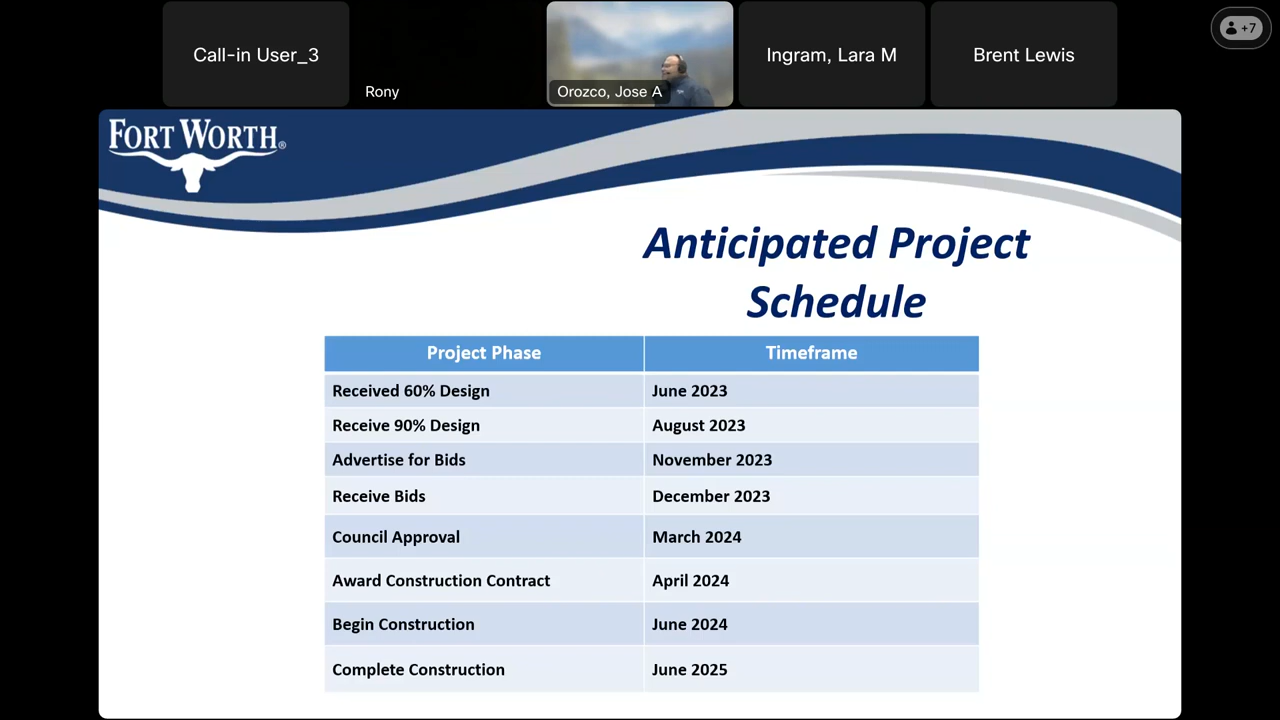 Call-in User_3
Rony
Orozco, Jose A
Ingram, Lara M
Brent Lewis
+7
FORT WORTH®
Anticipated Project
Schedule
Project Phase Timeframe
Received 60% Design June 2023
Receive 90% Design August 2023
Advertise for Bids November 2023
Receive Bids December 2023
Council Approval March 2024
Award Construction Contract April 2024
Begin Construction June 2024
Complete Construction June 2025